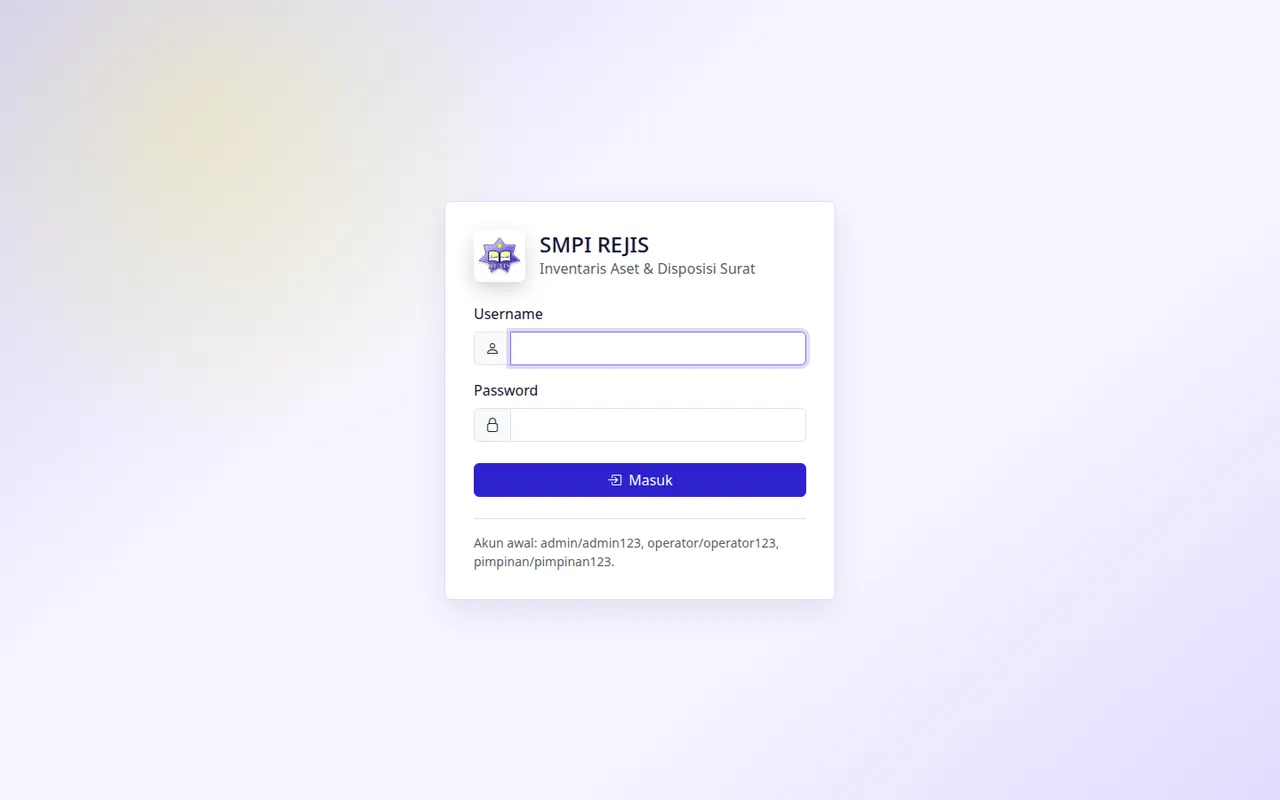 SMPI REJIS
Inventaris Aset & Disposisi Surat
Username
Password
Masuk
Akun awal: admin/admin123, operator/operator123,
pimpinan/pimpinan123.